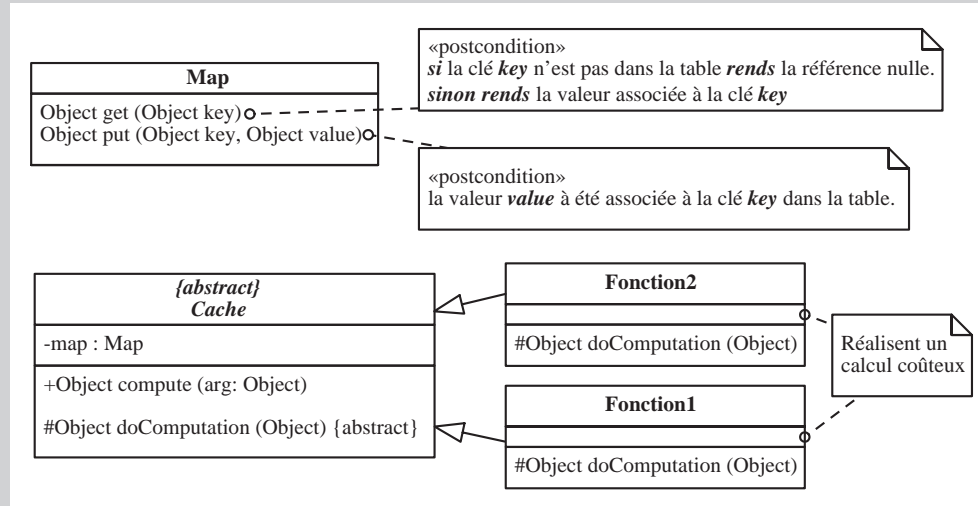 «postcondition»
si la clé key n'est pas dans la table rends la référence nulle.
sinon rends la valeur associée à la clé key
Map
Object get (Object key)
Object put (Object key, Object value)
«postcondition»
la valeur value à été associée à la clé key dans la table.
{abstract}
Cache
-map : Map
+Object compute (arg: Object)
#Object doComputation (Object) {abstract}
Fonction2
#Object doComputation (Object)
Réalisent un
calcul coûteux
Fonction1
#Object doComputation (Object)